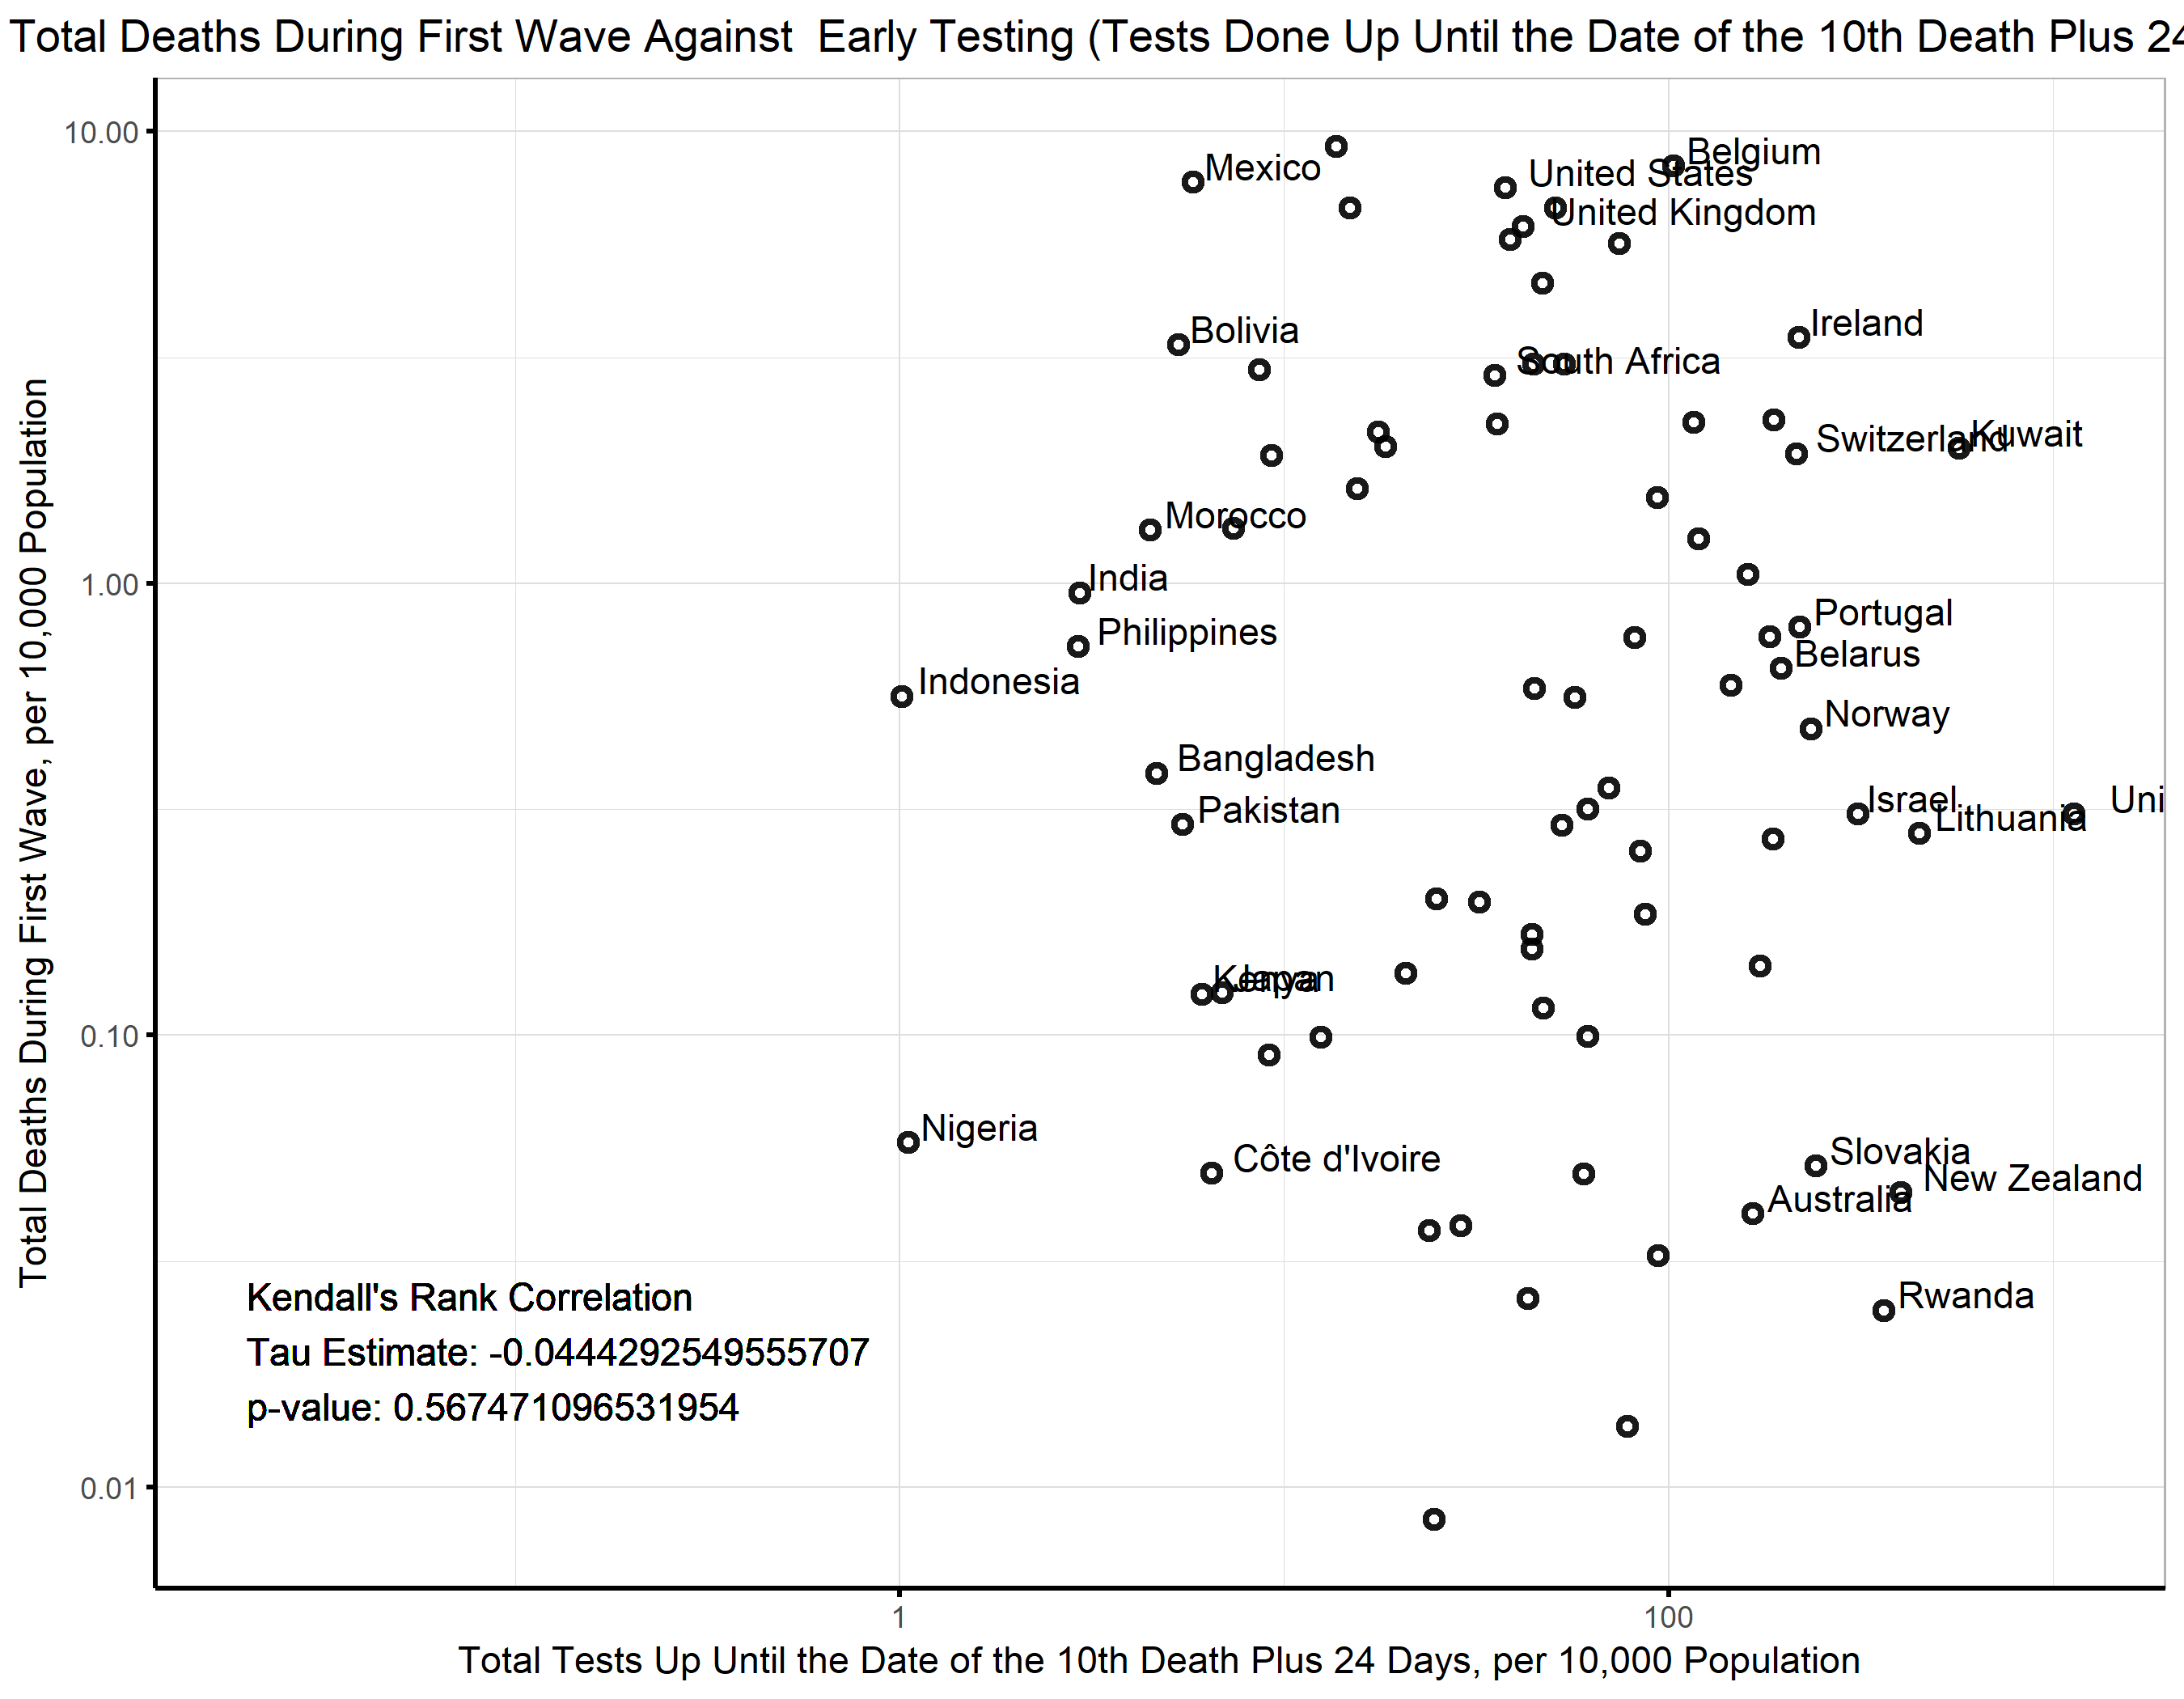 Total Deaths During First Wave Against  Early Testing (Tests Done Up Until the Date of the 10th Death Plus 24
Total Deaths During First Wave, per 10,000 Population
10.00
1.00
0.10
0.01
Belgium
Mexico
United States
United Kingdom
Bolivia
Ireland
South Africa
Switzerland
Kuwait
Morocco
India
Portugal
Philippines
Belarus
Indonesia
Norway
Bangladesh
Israel
Uni
Pakistan
Lithuania
Kenya
Japan
Nigeria
Côte d'Ivoire
Slovakia
New Zealand
Australia
Rwanda
Kendall's Rank Correlation
Tau Estimate: -0.0444292549555707
p-value: 0.567471096531954
1
100
Total Tests Up Until the Date of the 10th Death Plus 24 Days, per 10,000 Population